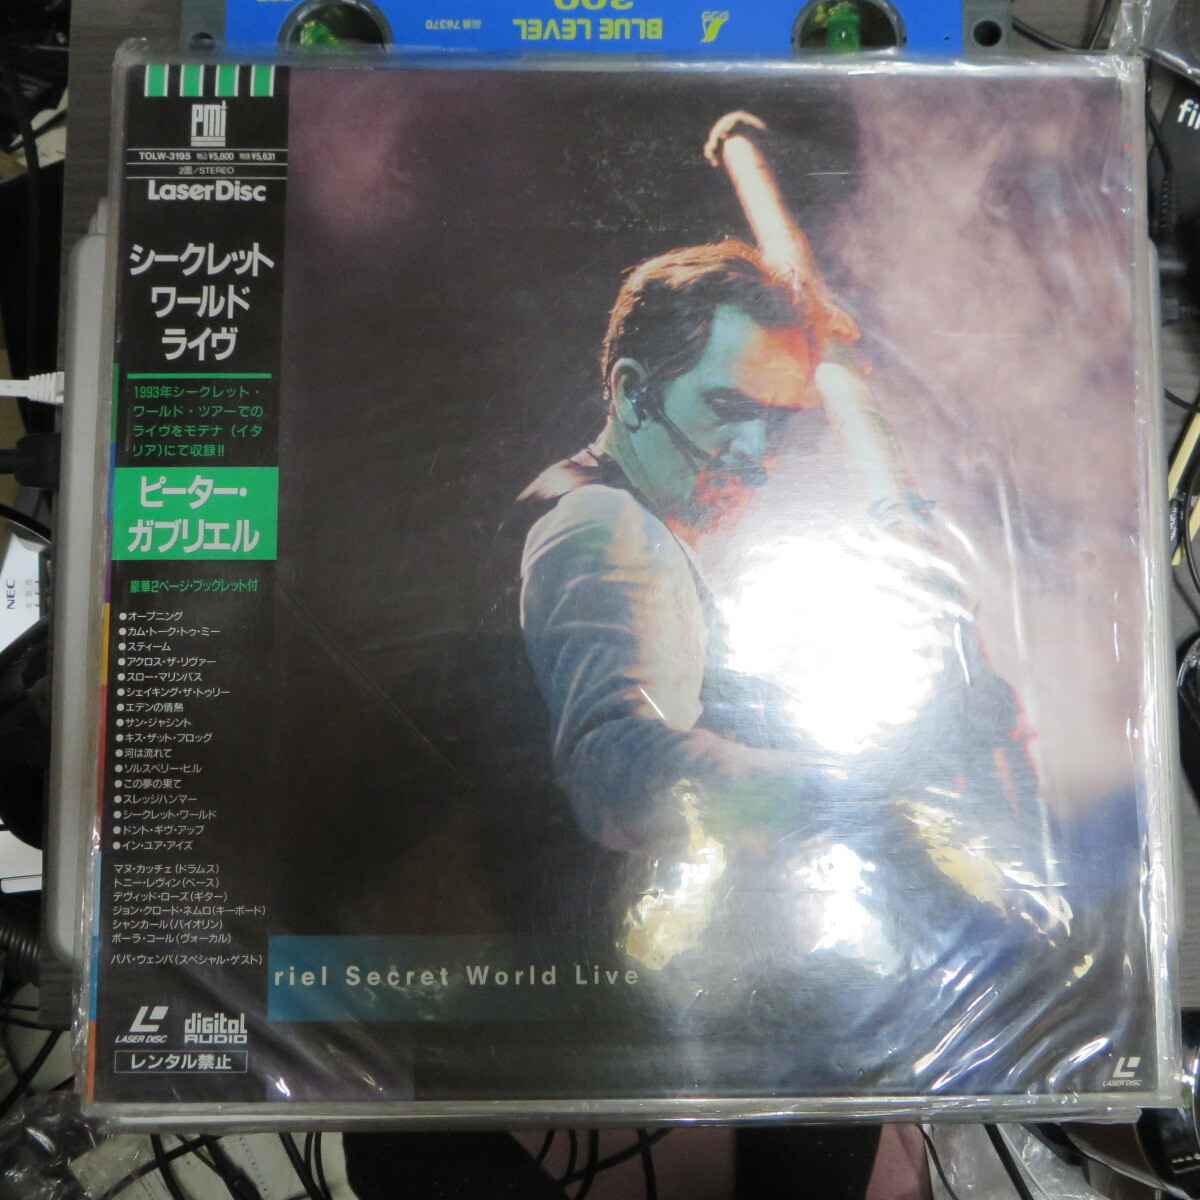 BLUE LEVEL
300
品番 76370
pmi
TOLW-3195 税込¥5,800 税抜¥5,631
2面/STEREO
LaserDisc
シークレット
ワールド
ライヴ
1993年シークレット・
ワールド・ツアーでの
ライヴをモデナ(イタ
リア)にて収録!!
ピーター・
ガブリエル
豪華2ページ・ブックレット付
●オープニング
●カム・トーク・トゥ・ミー
●スティーム
●アクロス・ザ・リヴァー
●スロー・マリンバス
●シェイキング・ザ・トゥリー
●エデンの情熱
●サン・ジャシント
●キス・ザット・フロッグ
●河は流れて
●ソルスベリー・ヒル
●この夢の果て
●スレッジハンマー
●シークレット・ワールド
●ドント・ギヴ・アップ
●イン・ユア・アイズ
マヌ・カッチェ(ドラムス)
トニー・レヴィン(ベース)
デヴィッド・ローズ(ギター)
ジョン・クロード・ネムロ(キーボード)
シャンカール(バイオリン)
ポーラ・コール(ヴォーカル)
パパ・ウェンバ(スペシャル・ゲスト)
LASER DISC
digital AUDIO
レンタル禁止
riel Secret World Live
LASER DISC
NEC